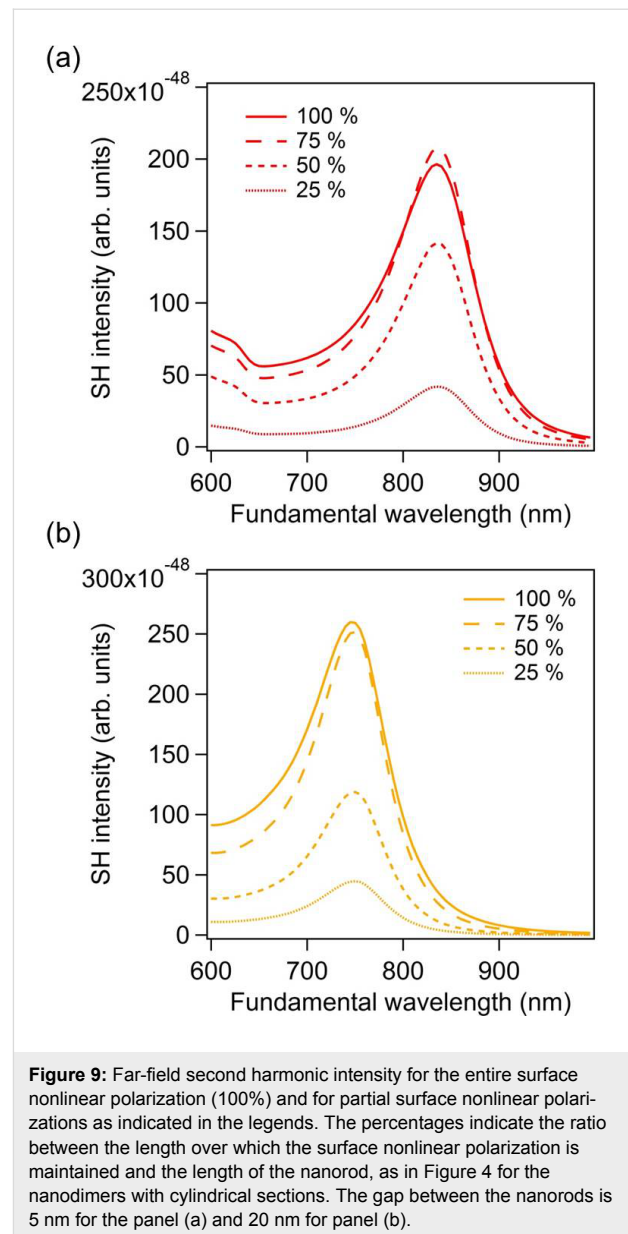 (a)
250x10⁻⁴⁸
200
150
100
50
0
SH intensity (arb. units)
100 %
75 %
50 %
25 %
600 700 800 900
Fundamental wavelength (nm)
(b)
300x10⁻⁴⁸
250
200
150
100
50
0
SH intensity (arb. units)
100 %
75 %
50 %
25 %
600 700 800 900
Fundamental wavelength (nm)
Figure 9: Far-field second harmonic intensity for the entire surface
nonlinear polarization (100%) and for partial surface nonlinear polari-
zations as indicated in the legends. The percentages indicate the ratio
between the length over which the surface nonlinear polarization is
maintained and the length of the nanorod, as in Figure 4 for the
nanodimers with cylindrical sections. The gap between the nanorods is
5 nm for the panel (a) and 20 nm for panel (b).